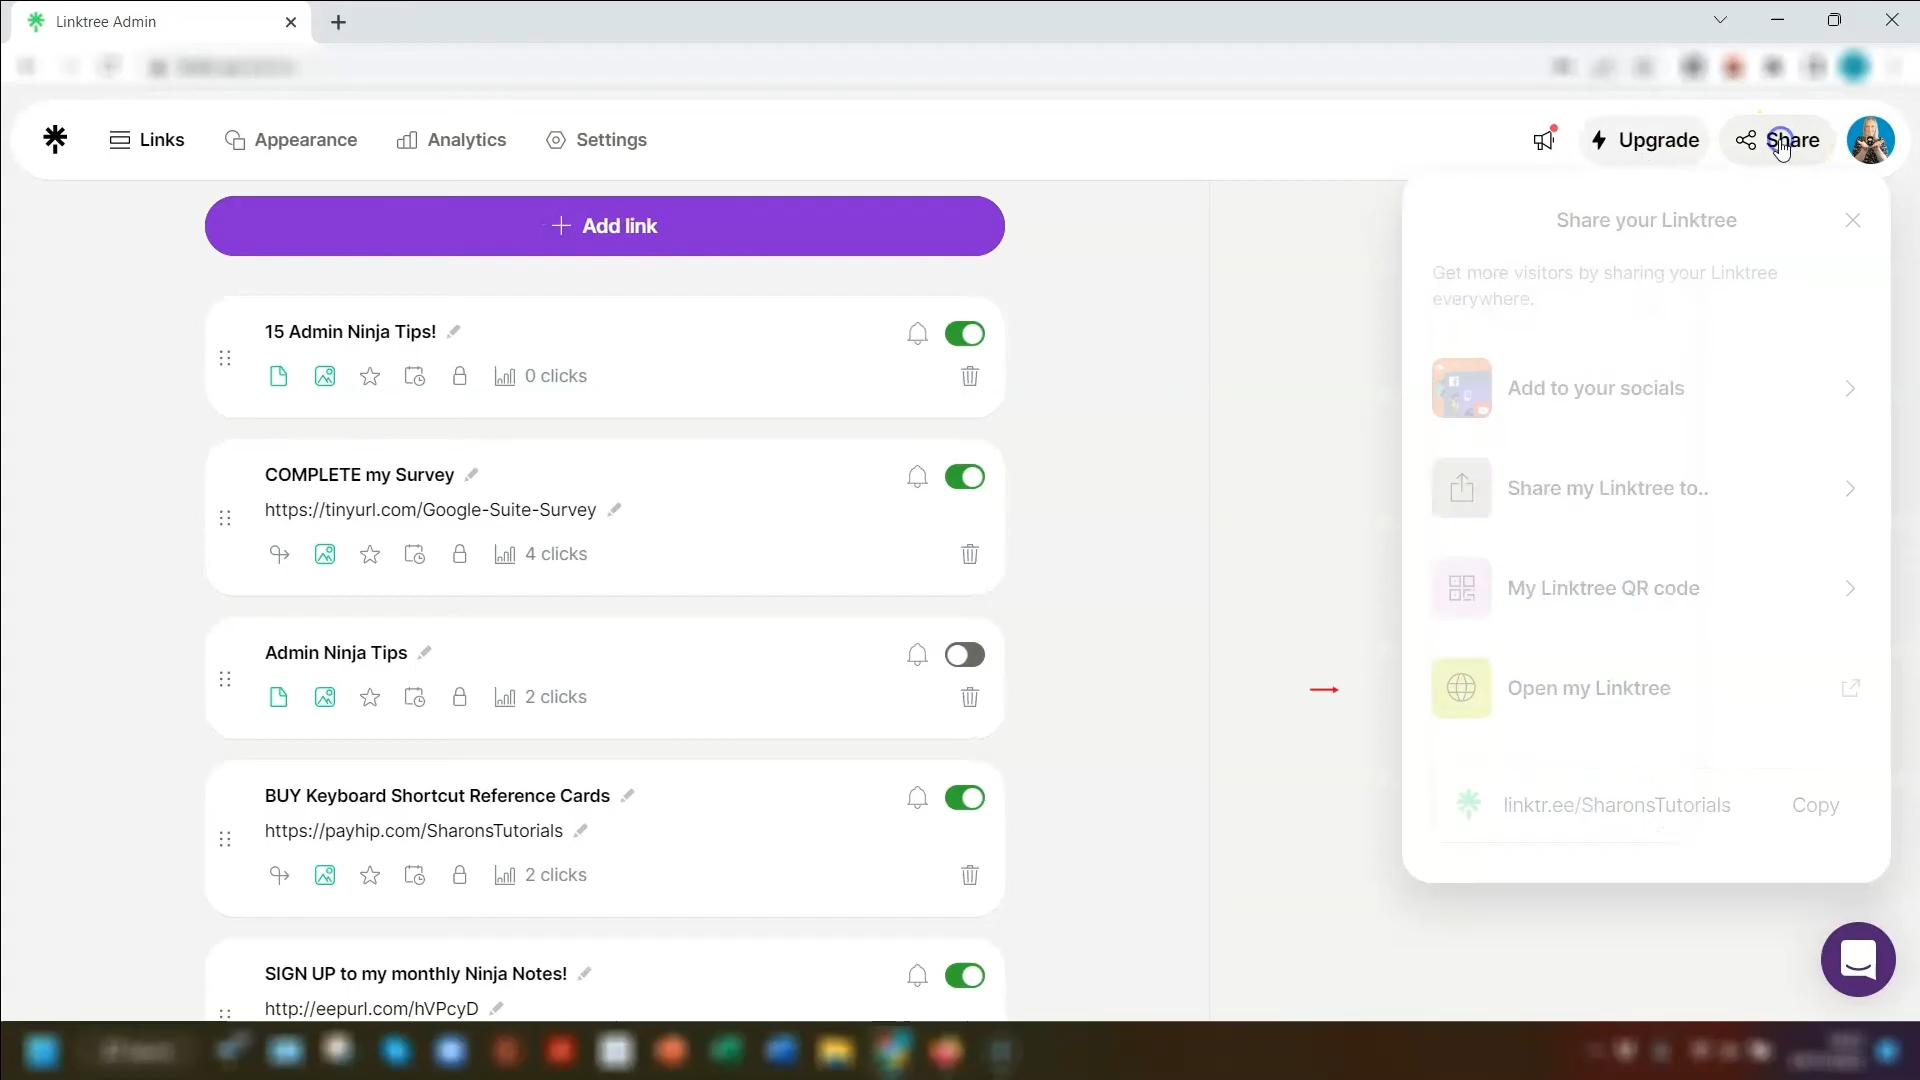 Linktree Admin
Links
Appearance
Analytics
Settings
Upgrade
Share
Add link
Share your Linktree
Get more visitors by sharing your Linktree
everywhere.
15 Admin Ninja Tips!
0 clicks
Add to your socials
COMPLETE my Survey
https://tinyurl.com/Google-Suite-Survey
4 clicks
Share my Linktree to..
My Linktree QR code
Admin Ninja Tips
2 clicks
Open my Linktree
BUY Keyboard Shortcut Reference Cards
https://payhip.com/SharonsTutorials
2 clicks
linktr.ee/SharonsTutorials
Copy
SIGN UP to my monthly Ninja Notes!
http://eepurl.com/hVPcyD